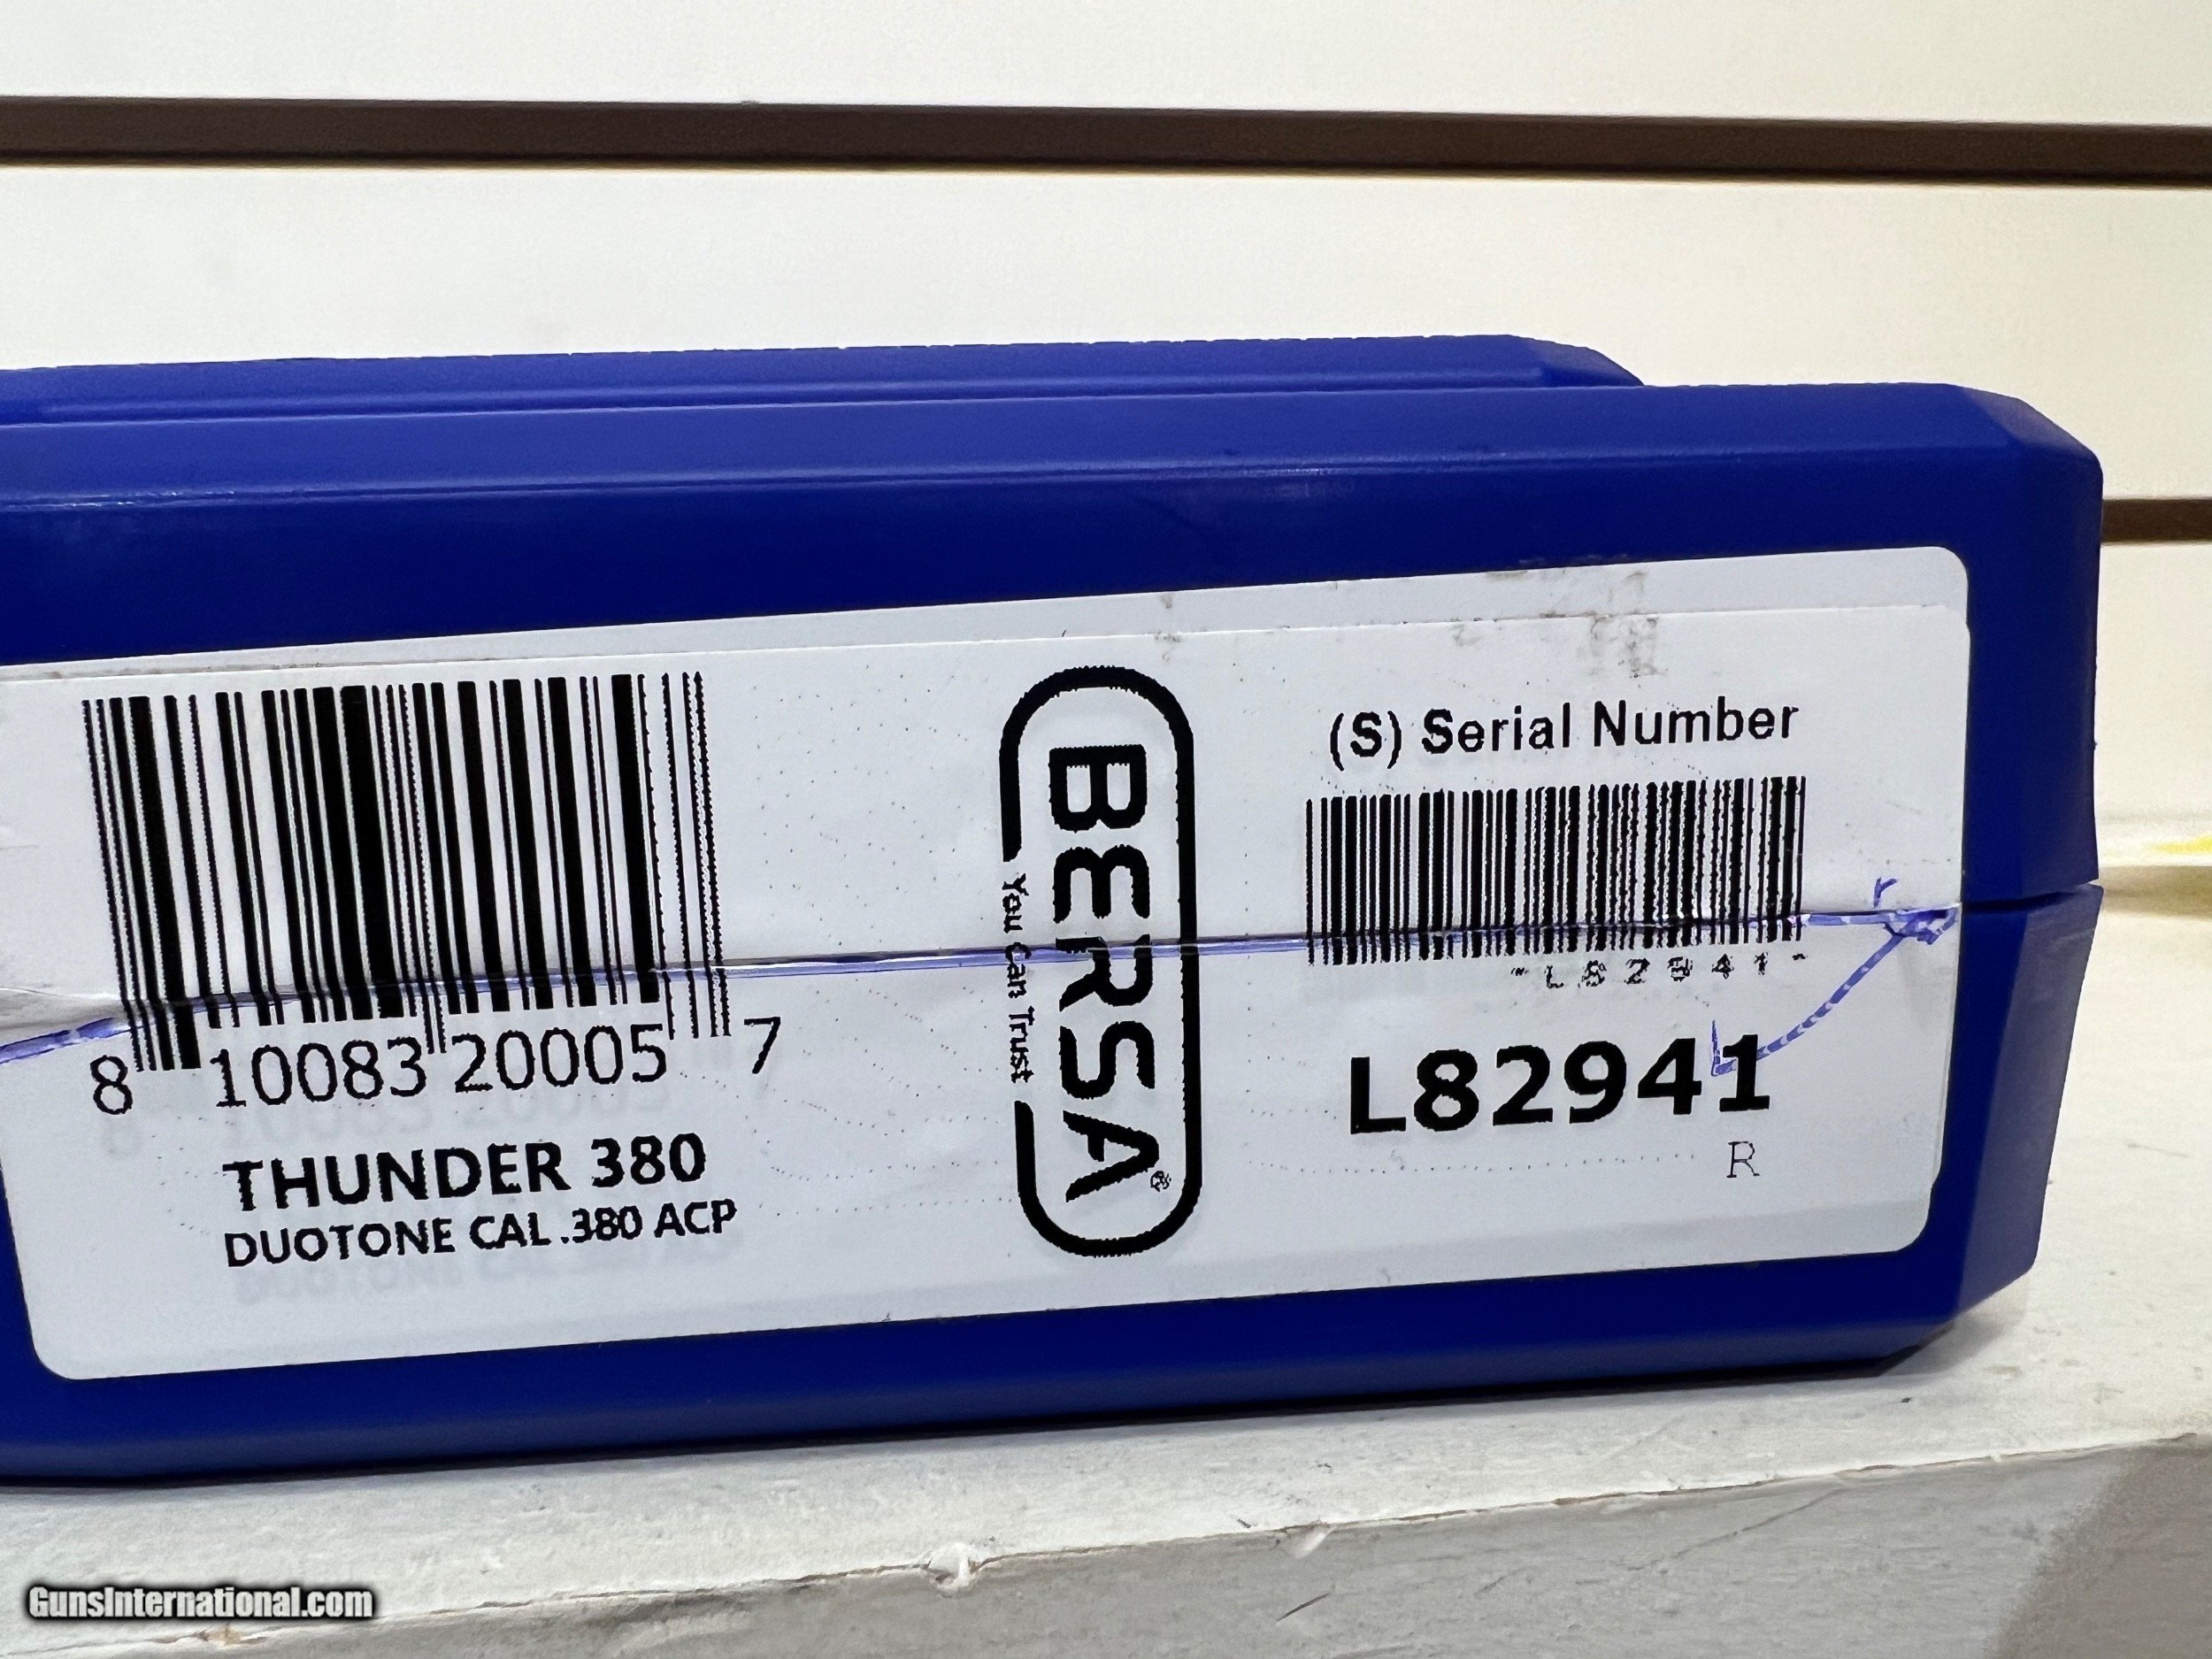 8 10083 20005 7
THUNDER 380
DUOTONE CAL .380 ACP
BERSA®
You Can Trust
(S) Serial Number
*L82941*
L82941
R
GunsInternational.com